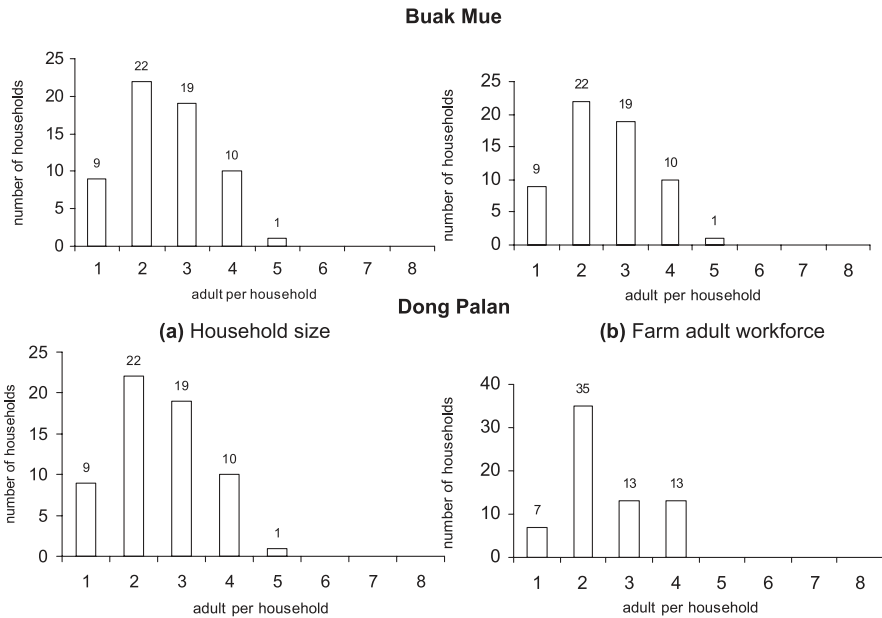 Buak Mue
number of households
25
20
15
10
5
0
9
22
19
10
1
1 2 3 4 5 6 7 8
adult per household
number of households
25
20
15
10
5
0
9
22
19
10
1
1 2 3 4 5 6 7 8
adult per household
Dong Palan
(a) Household size
(b) Farm adult workforce
number of households
25
20
15
10
5
0
9
22
19
10
1
1 2 3 4 5 6 7 8
adult per household
number of households
40
30
20
10
0
7
35
13
13
1 2 3 4 5 6 7 8
adult per household